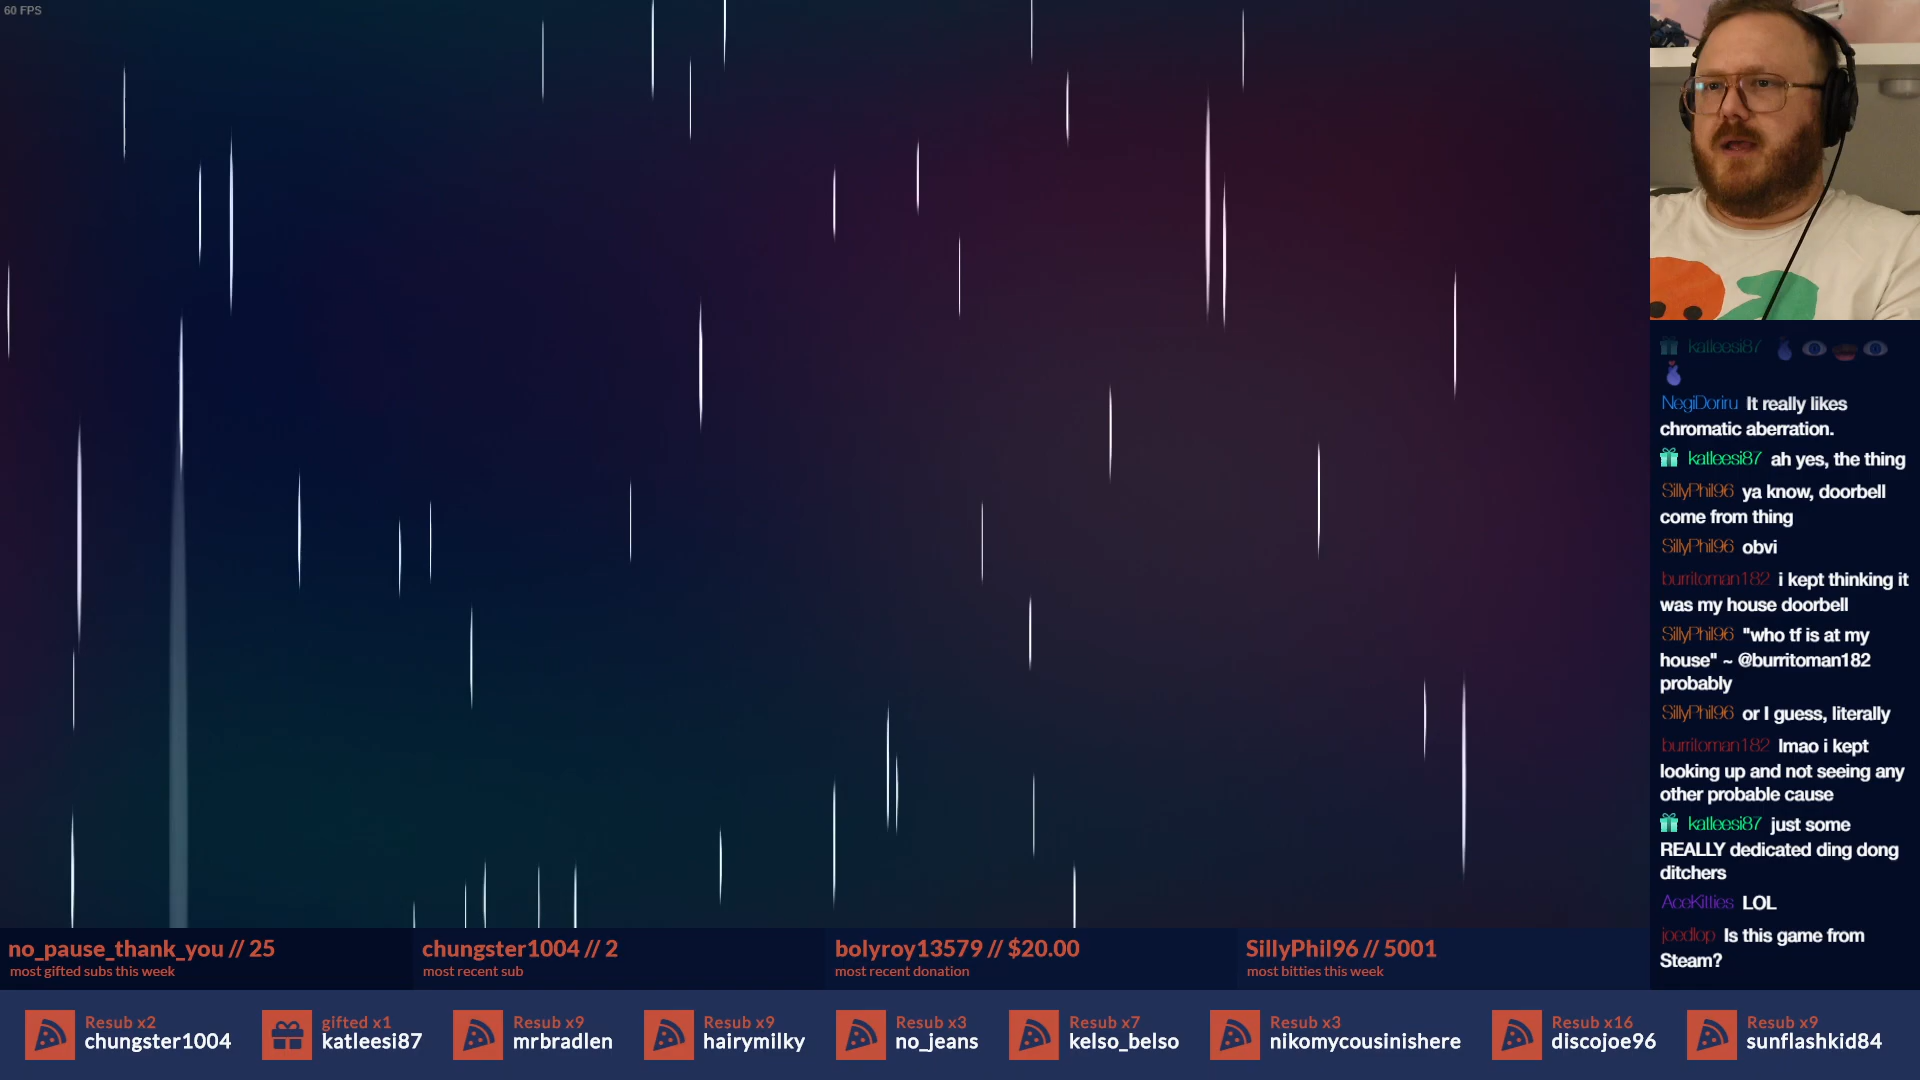 60 FPS
katleesi87
NegiDoriru It really likes
chromatic aberration.
katleesi87 ah yes, the thing
SillyPhil96 ya know, doorbell
come from thing
SillyPhil96 obvi
burritoman182 i kept thinking it
was my house doorbell
SillyPhil96 "who tf is at my
house" ~ @burritoman182
probably
SillyPhil96 or I guess, literally
burritoman182 lmao i kept
looking up and not seeing any
other probable cause
katleesi87 just some
REALLY dedicated ding dong
ditchers
AceKitties LOL
joedlop Is this game from
Steam?
no_pause_thank_you // 25
most gifted subs this week
chungster1004 // 2
most recent sub
bolyroy13579 // $20.00
most recent donation
SillyPhil96 // 5001
most bitties this week
Resub x2
chungster1004
gifted x1
katleesi87
Resub x9
mrbradlen
Resub x9
hairymilky
Resub x3
no_jeans
Resub x7
kelso_belso
Resub x3
nikomycousinishere
Resub x16
discojoe96
Resub x9
sunflashkid84